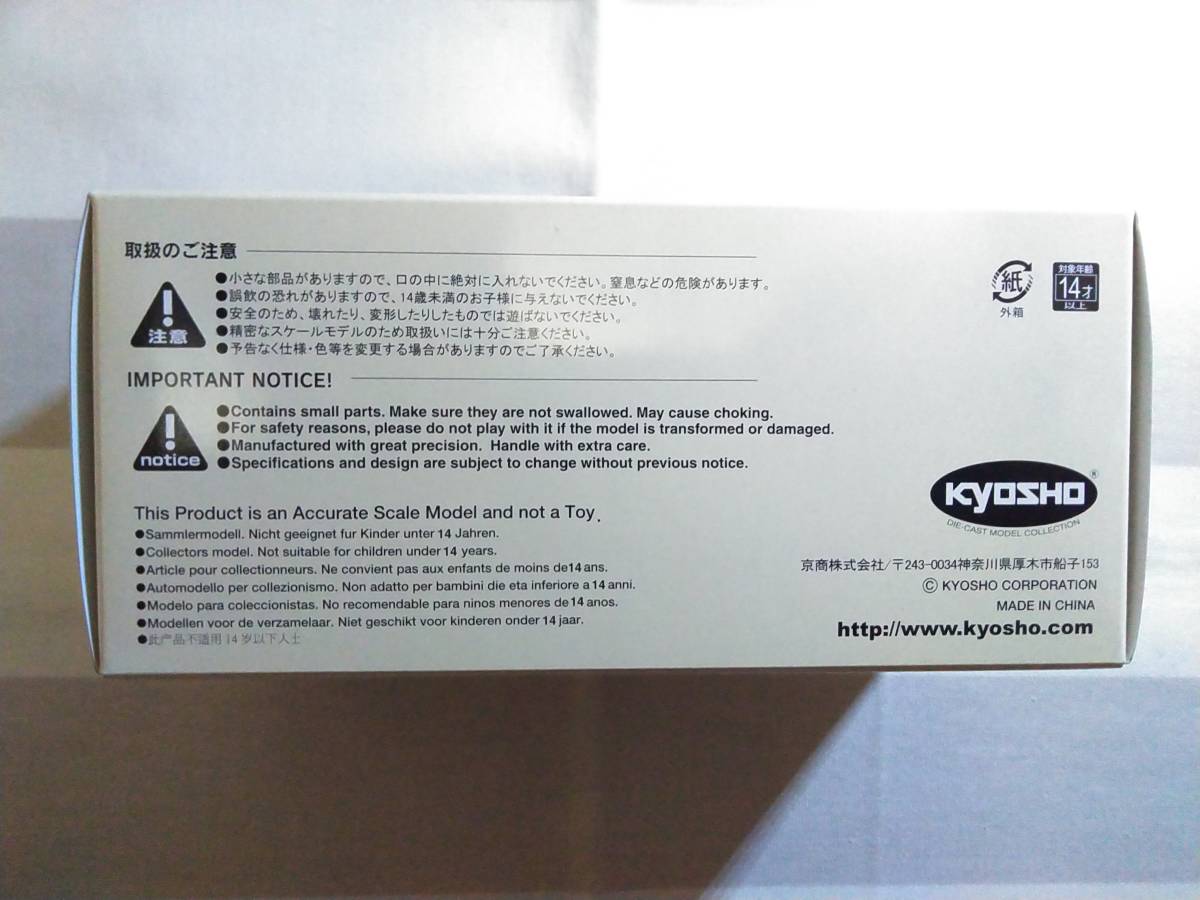 取扱のご注意
注意
●小さな部品がありますので、口の中に絶対に入れないでください。窒息などの危険があります。
●誤飲の恐れがありますので、14歳未満のお子様に与えないでください。
●安全のため、壊れたり、変形したりしたものでは遊ばないでください。
●精密なスケールモデルのため取扱いには十分ご注意ください。
●予告なく仕様・色等を変更する場合がありますのでご了承ください。
紙
外箱
対象年齢
14才
以上
IMPORTANT NOTICE!
notice
●Contains small parts. Make sure they are not swallowed. May cause choking.
●For safety reasons, please do not play with it if the model is transformed or damaged.
●Manufactured with great precision. Handle with extra care.
●Specifications and design are subject to change without previous notice.
This Product is an Accurate Scale Model and not a Toy.
●Sammlermodell. Nicht geeignet fur Kinder unter 14 Jahren.
●Collectors model. Not suitable for children under 14 years.
●Article pour collectionneurs. Ne convient pas aux enfants de moins de14 ans.
●Automodello per collezionismo. Non adatto per bambini die eta inferiore a 14 anni.
●Modelo para coleccionistas. No recomendable para ninos menores de14 anos.
●Modellen voor de verzamelaar. Niet geschikt voor kinderen onder 14 jaar.
●此产品不适用14岁以下人士
KYOSHO®
DIE-CAST MODEL COLLECTION
京商株式会社/〒243-0034神奈川県厚木市船子153
© KYOSHO CORPORATION
MADE IN CHINA
http://www.kyosho.com